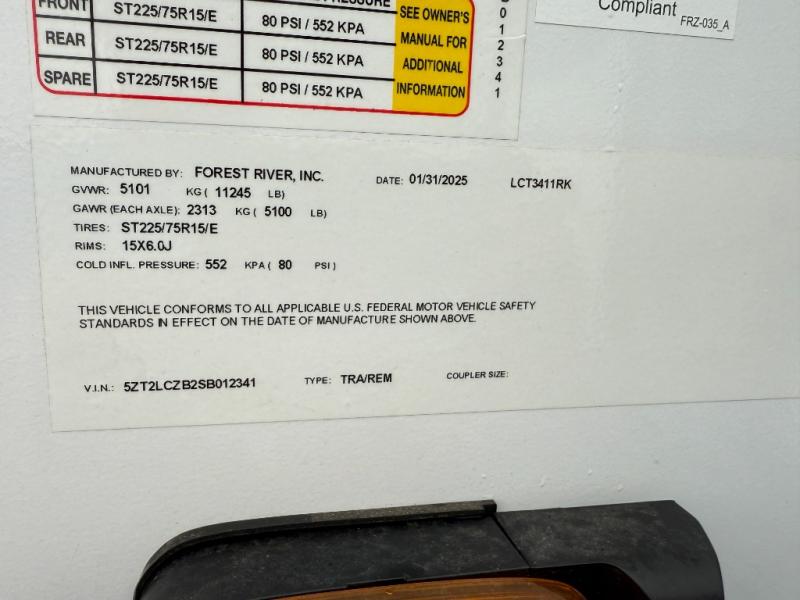 FRONT ST225/75R15/E 80 PSI / 552 KPA
REAR ST225/75R15/E 80 PSI / 552 KPA
SPARE ST225/75R15/E 80 PSI / 552 KPA
SEE OWNER'S
MANUAL FOR
ADDITIONAL
INFORMATION
0
1
2
3
4
1
Compliant FRZ-035_A
MANUFACTURED BY: FOREST RIVER, INC. DATE: 01/31/2025 LCT3411RK
GVWR: 5101 KG ( 11245 LB)
GAWR (EACH AXLE): 2313 KG ( 5100 LB)
TIRES: ST225/75R15/E
RIMS: 15X6.0J
COLD INFL. PRESSURE: 552 KPA ( 80 PSI )
THIS VEHICLE CONFORMS TO ALL APPLICABLE U.S. FEDERAL MOTOR VEHICLE SAFETY
STANDARDS IN EFFECT ON THE DATE OF MANUFACTURE SHOWN ABOVE.
V.I.N.: 5ZT2LCZB2SB012341 TYPE: TRA/REM COUPLER SIZE: